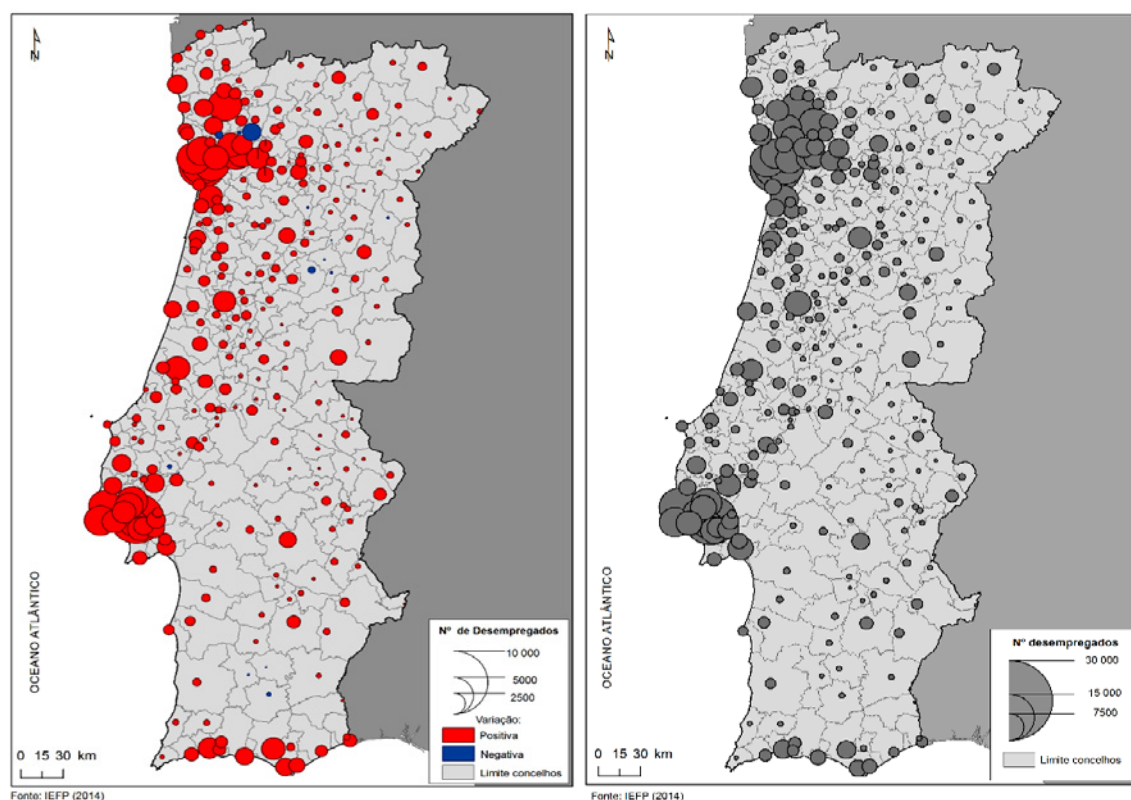 N
OCEANO ATLÂNTICO
0 15 30 km
Nº de Desempregados
10 000
5000
2500
Variação:
Positiva
Negativa
Limite concelhos
Fonte: IEFP (2014)
N
OCEANO ATLÂNTICO
0 15 30 km
Nº desempregados
30 000
15 000
7500
Limite concelhos
Fonte: IEFP (2014)